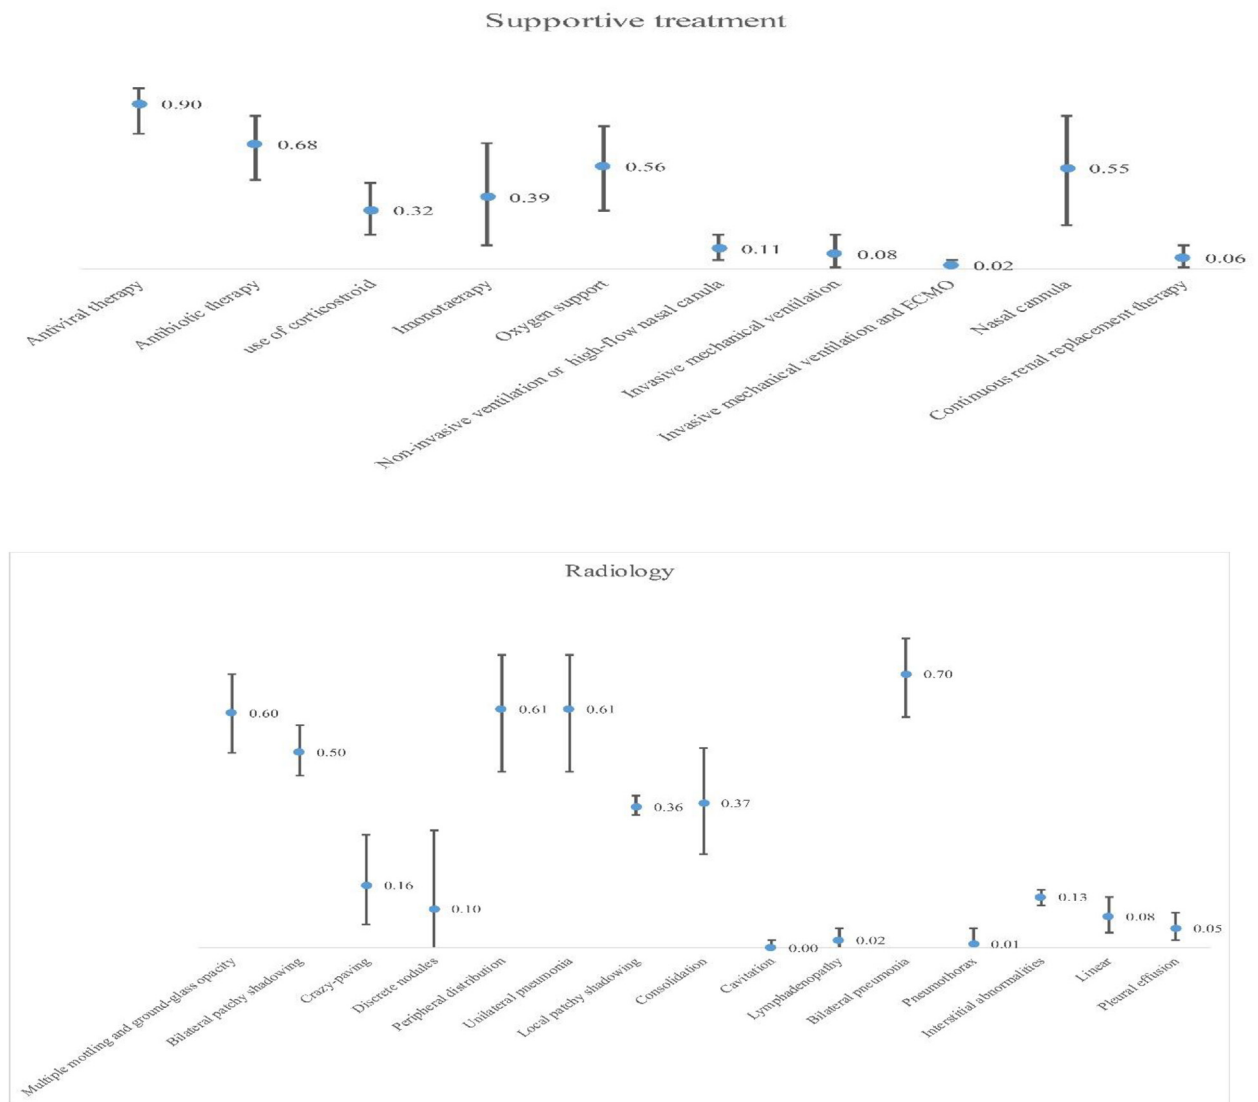 Supportive treatment
0.90
0.68
0.32
0.39
0.56
0.11
0.08
0.02
0.55
0.06
Antiviral therapy
Antibiotic therapy
use of corticostroid
Imonotaerapy
Oxygen support
Non-invasive ventilation or high-flow nasal canula
Invasive mechanical ventilation
Invasive mechanical ventilation and ECMO
Nasal cannula
Continuous renal replacement therapy
Radiology
0.60
0.50
0.16
0.10
0.61
0.61
0.36
0.37
0.00
0.02
0.70
0.01
0.13
0.08
0.05
Multiple mottling and ground-glass opacity
Bilateral patchy shadowing
Crazy-paving
Discrete nodules
Peripheral distribution
Unilateral pneumonia
Local patchy shadowing
Consolidation
Cavitation
Lymphadenopathy
Bilateral pneumonia
Pneumothorax
Interstitial abnormalities
Linear
Pleural effusion